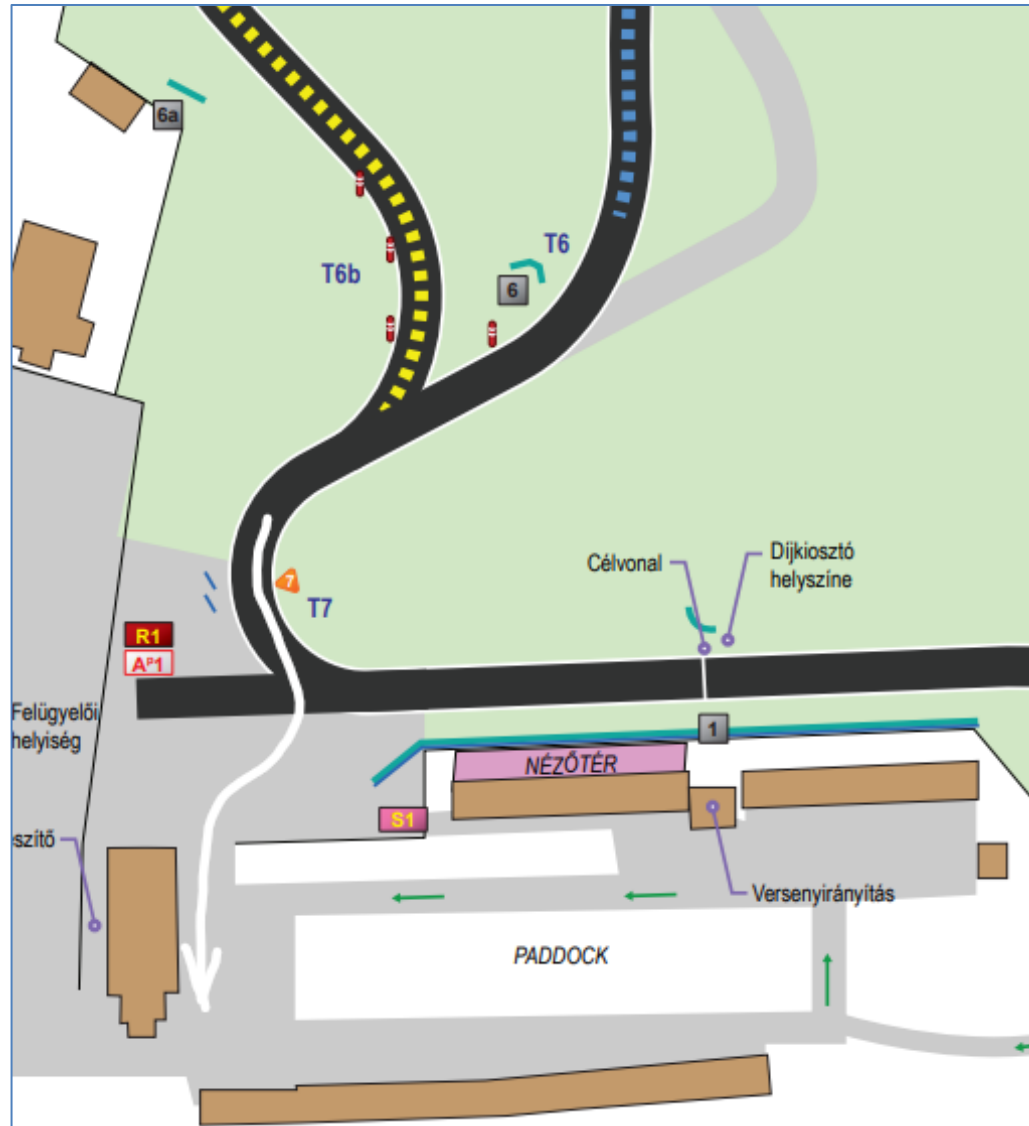 6a
T6
T6b
6
Célvonal
Díjkiosztó
helyszíne
7
T7
R1
Aᵖ1
Felügyelői
helyiség
1
NÉZŐTÉR
S1
szítő
Versenyirányítás
PADDOCK